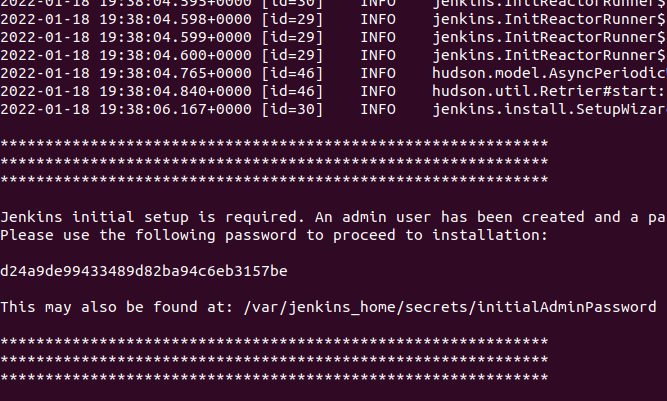 2022-01-18 19:38:04.595+0000 [id=30] INFO jenkins.InitReactorRunner$
2022-01-18 19:38:04.598+0000 [id=29] INFO jenkins.InitReactorRunner$
2022-01-18 19:38:04.599+0000 [id=29] INFO jenkins.InitReactorRunner$
2022-01-18 19:38:04.600+0000 [id=29] INFO jenkins.InitReactorRunner$
2022-01-18 19:38:04.765+0000 [id=46] INFO hudson.model.AsyncPeriodic
2022-01-18 19:38:04.840+0000 [id=46] INFO hudson.util.Retrier#start:
2022-01-18 19:38:06.167+0000 [id=30] INFO jenkins.install.SetupWizar
*************************************************************
*************************************************************
*************************************************************
Jenkins initial setup is required. An admin user has been created and a pa
Please use the following password to proceed to installation:
d24a9de99433489d82ba94c6eb3157be
This may also be found at: /var/jenkins_home/secrets/initialAdminPassword
*************************************************************
*************************************************************
*************************************************************